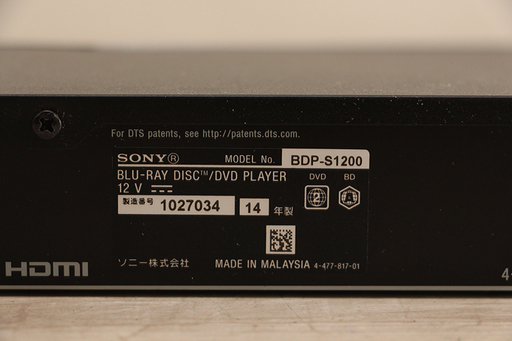 For DTS patents, see http://patents.dts.com.
SONY® MODEL No. BDP-S1200
BLU-RAY DISC™/DVD PLAYER DVD BD
12 V ⎓ 2 A
製造番号 1027034 14 年製
ソニー株式会社 MADE IN MALAYSIA 4-477-817-01
HDMI
4-